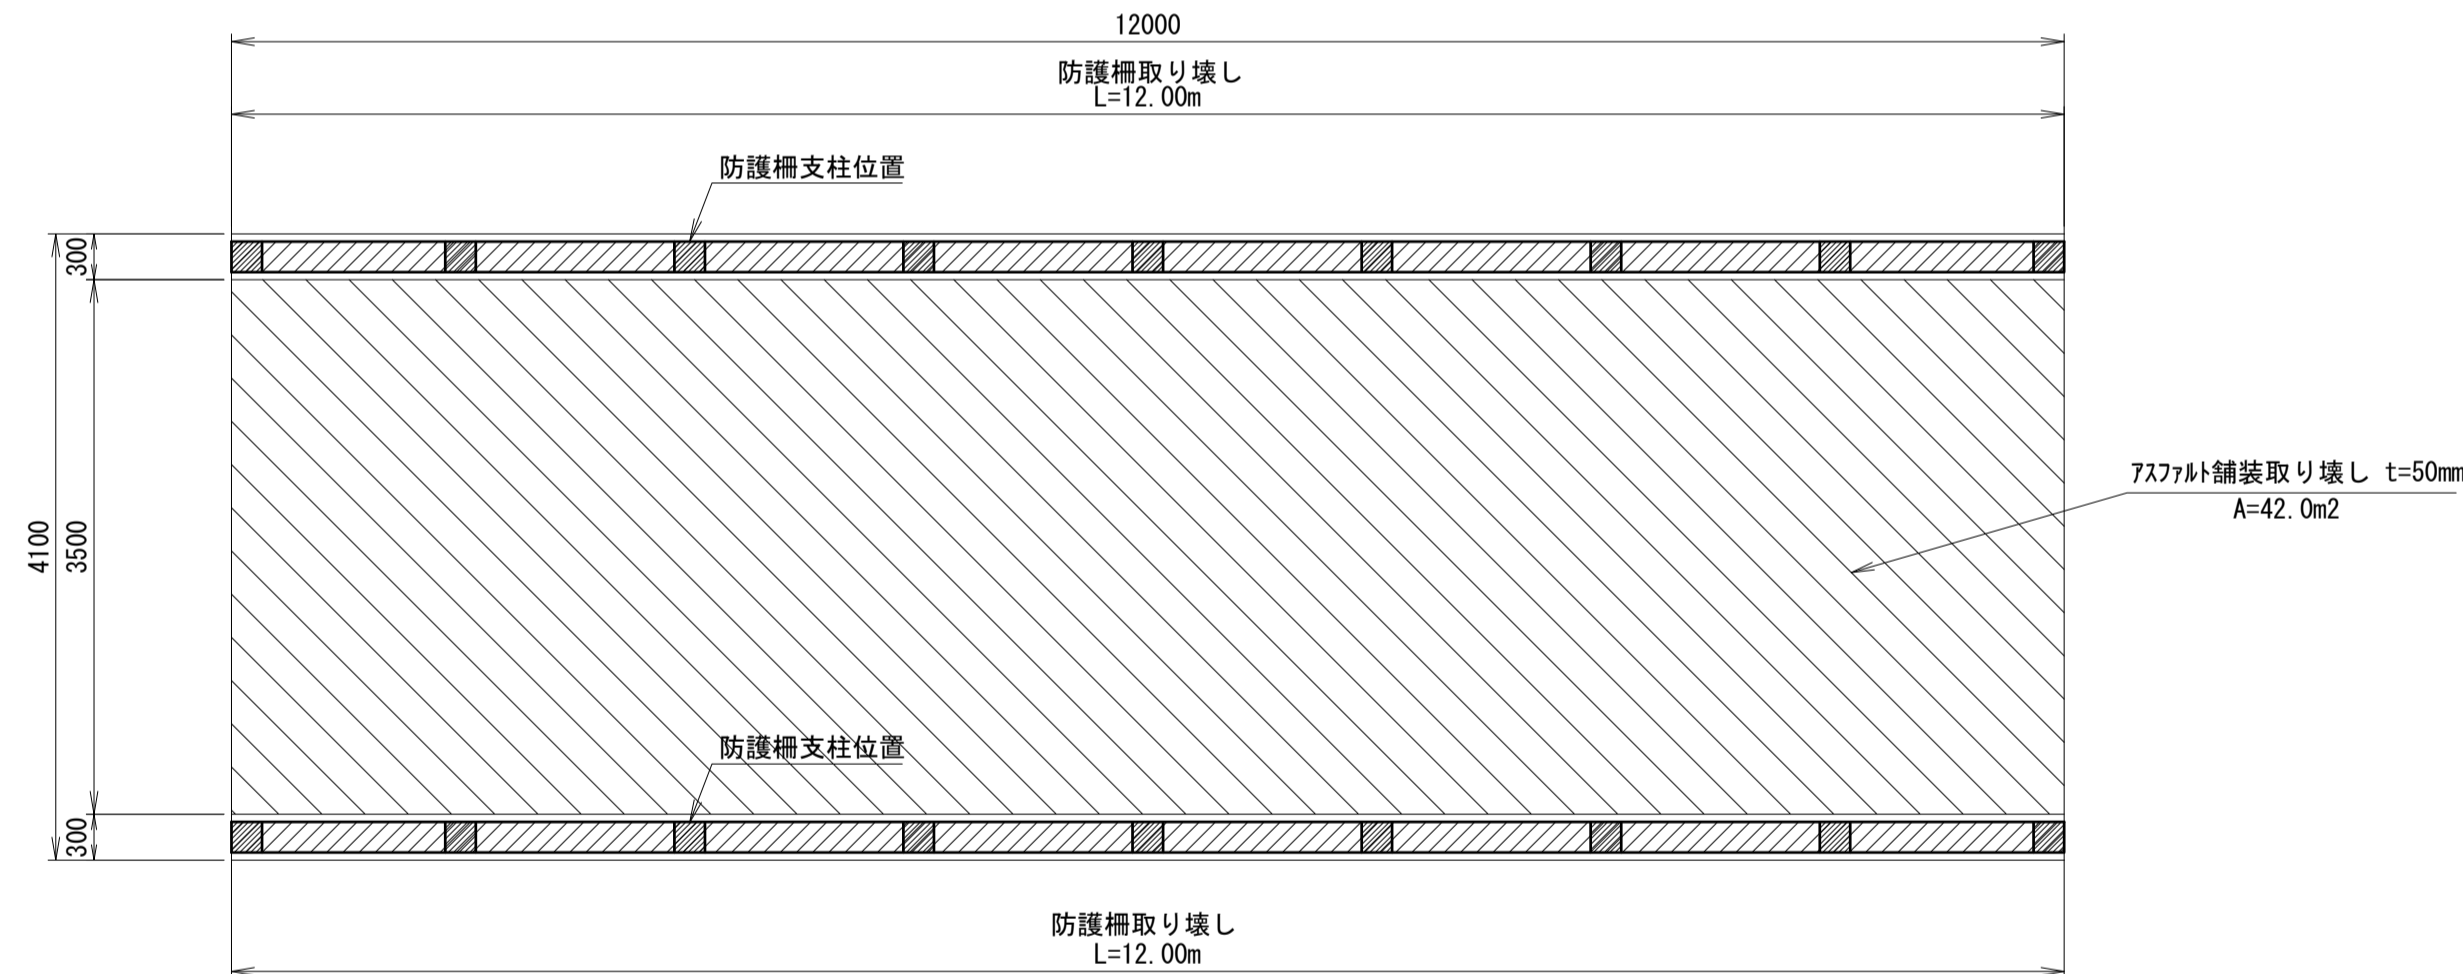 12000
防護柵取り壊し
L=12.00m
防護柵支柱位置
300
4100
3500
ｱｽﾌｧﾙﾄ舗装取り壊し t=50mm
A=42.0m2
防護柵支柱位置
300
防護柵取り壊し
L=12.00m